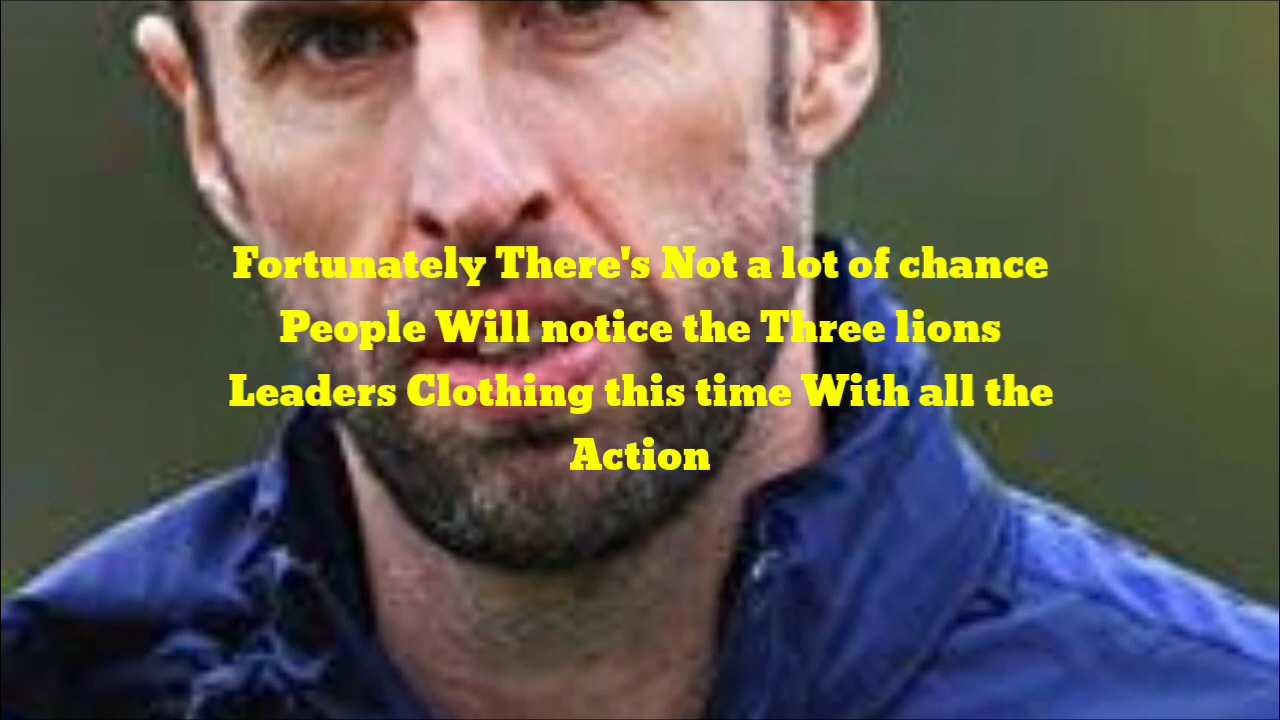 Fortunately There's Not a lot of chance
People Will notice the Three lions
Leaders Clothing this time With all the
Action